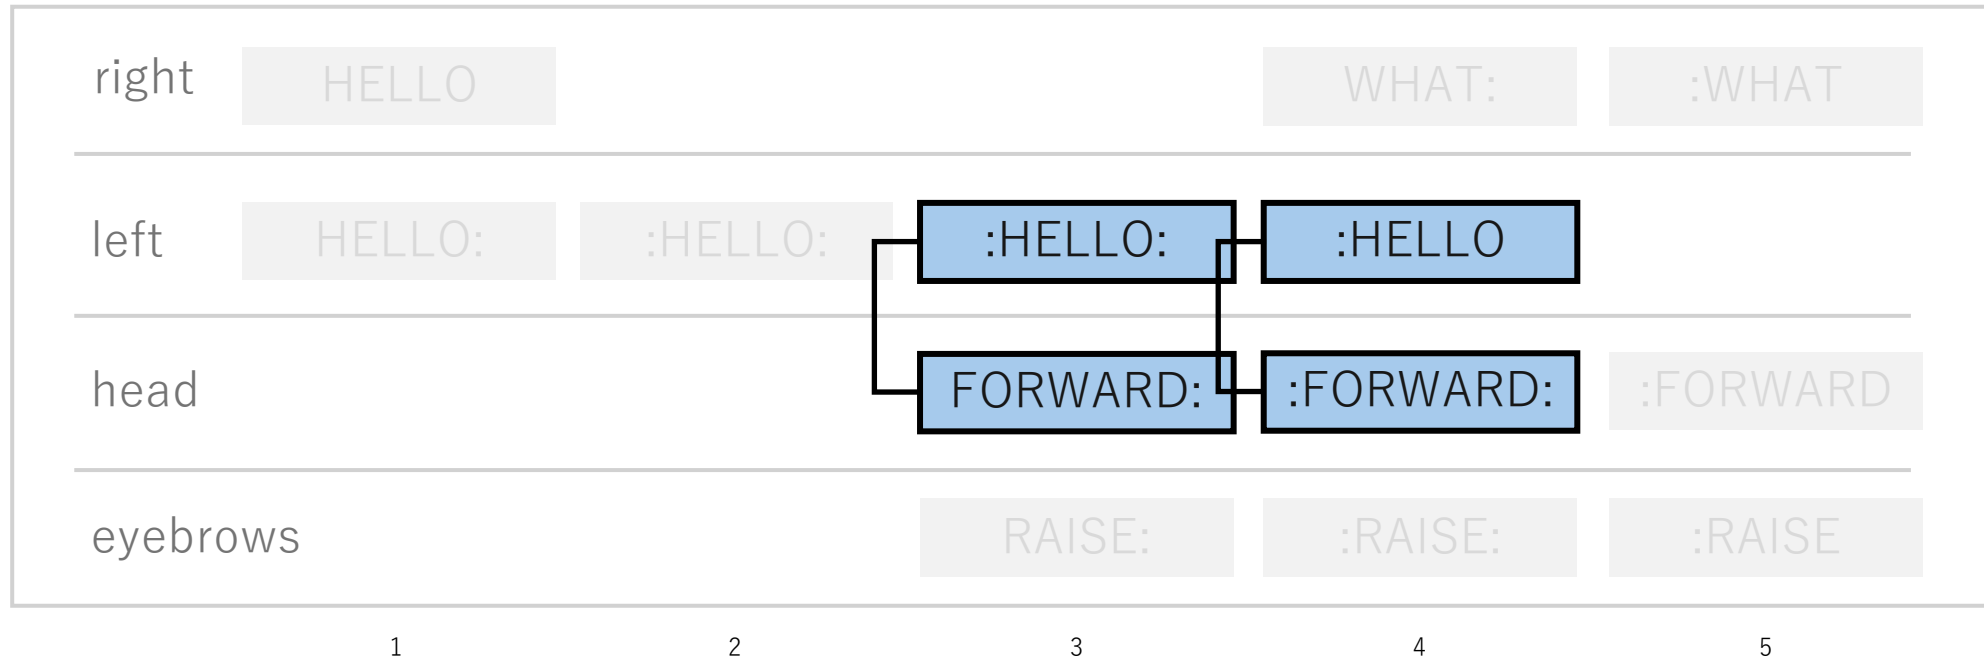 right HELLO WHAT: :WHAT
left HELLO: :HELLO: :HELLO: :HELLO
head FORWARD: :FORWARD: :FORWARD
eyebrows RAISE: :RAISE: :RAISE
1 2 3 4 5